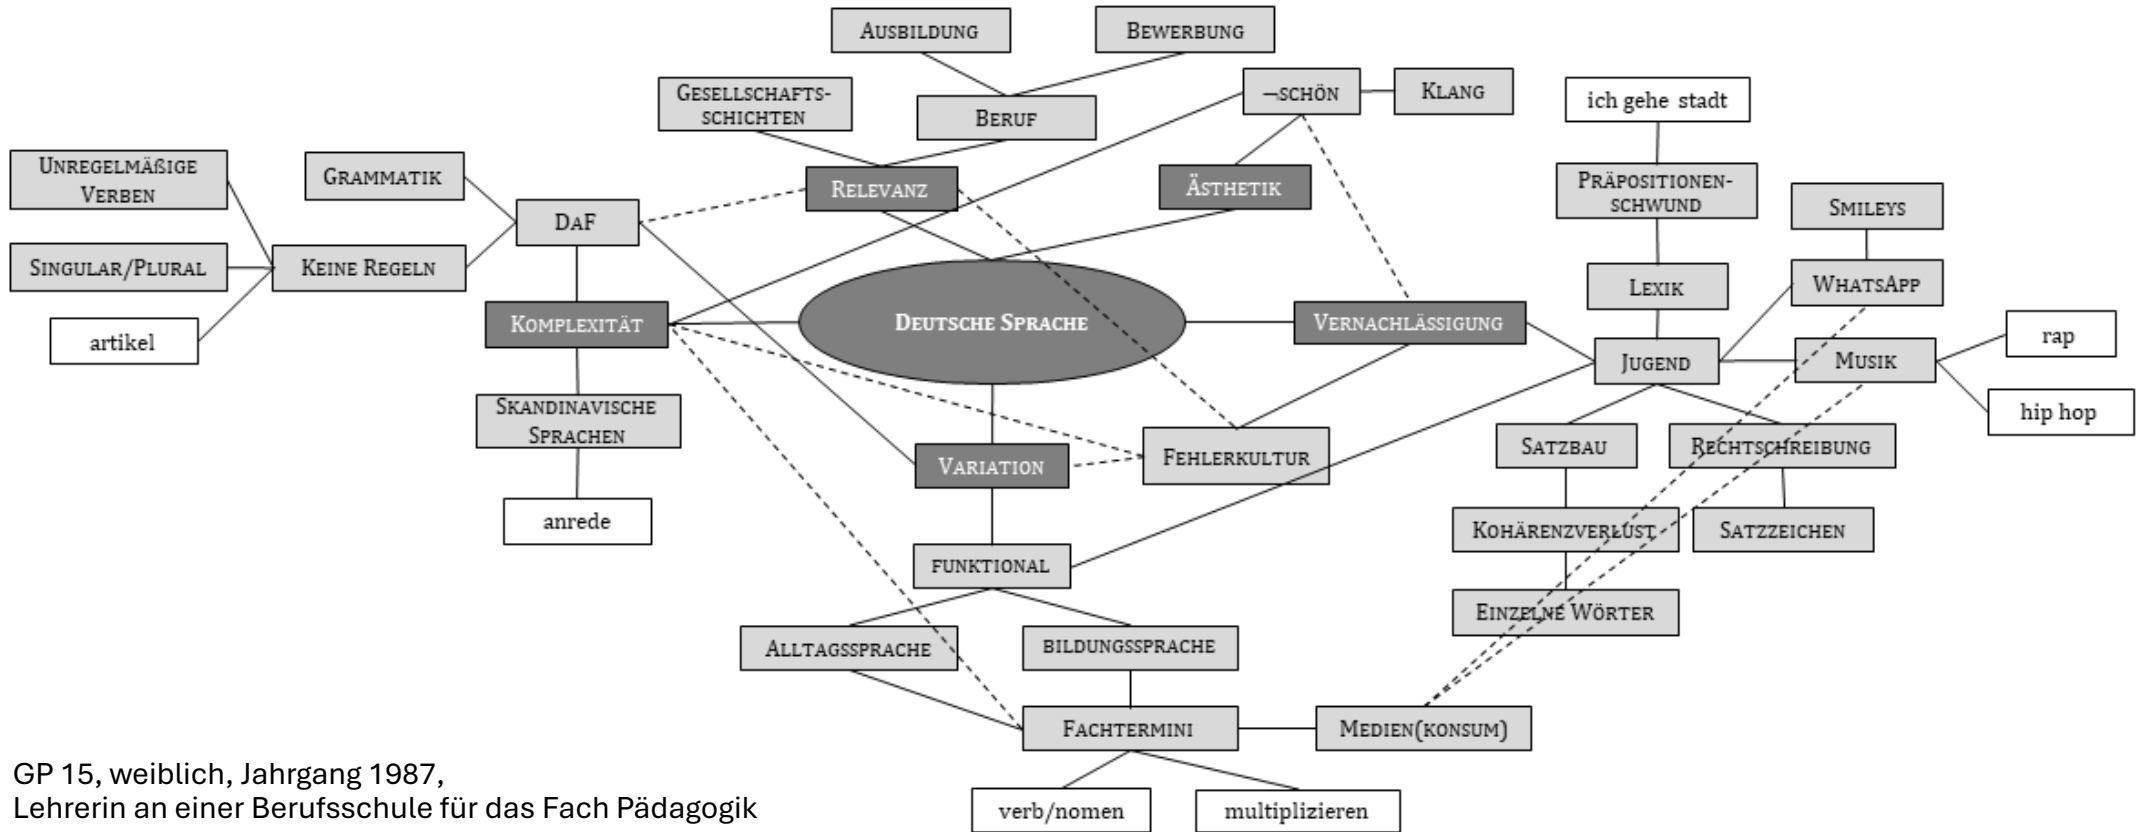 AUSBILDUNG
BEWERBUNG
GESELLSCHAFTS-
SCHICHTEN
BERUF
¬SCHÖN
KLANG
ich gehe stadt
UNREGELMÄßIGE
VERBEN
GRAMMATIK
RELEVANZ
ÄSTHETIK
PRÄPOSITIONEN-
SCHWUND
SMILEYS
DAF
SINGULAR/PLURAL
KEINE REGELN
LEXIK
WHATSAPP
artikel
KOMPLEXITÄT
DEUTSCHE SPRACHE
VERNACHLÄSSIGUNG
JUGEND
MUSIK
rap
hip hop
SKANDINAVISCHE
SPRACHEN
VARIATION
FEHLERKULTUR
SATZBAU
RECHTSCHREIBUNG
anrede
KOHÄRENZVERLUST
SATZZEICHEN
FUNKTIONAL
EINZELNE WÖRTER
ALLTAGSSPRACHE
BILDUNGSSPRACHE
FACHTERMINI
MEDIEN(KONSUM)
verb/nomen
multiplizieren
GP 15, weiblich, Jahrgang 1987,
Lehrerin an einer Berufsschule für das Fach Pädagogik